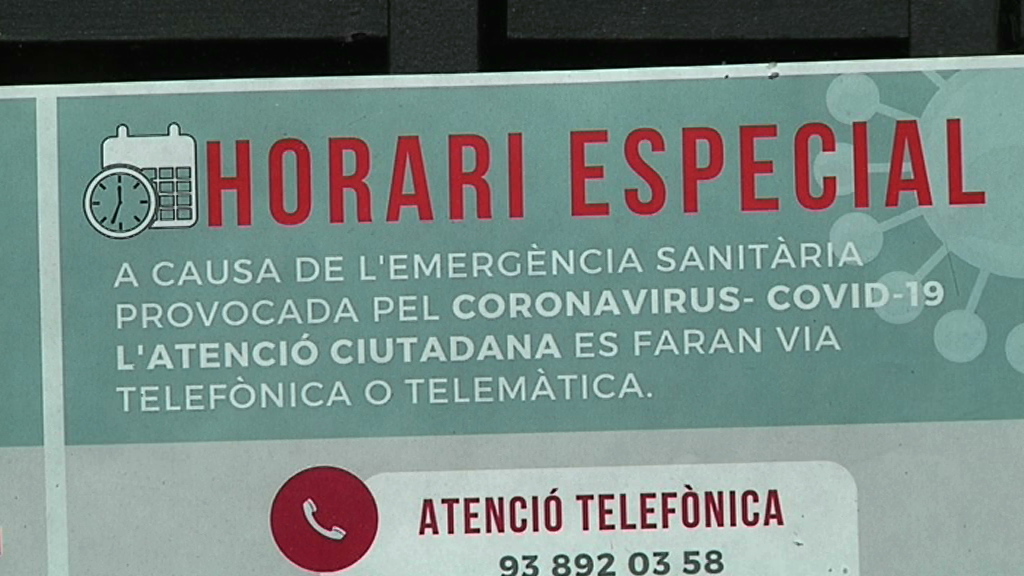 HORARI ESPECIAL
A CAUSA DE L'EMERGÈNCIA SANITÀRIA
PROVOCADA PEL CORONAVIRUS- COVID-19
L'ATENCIÓ CIUTADANA ES FARAN VIA
TELEFÒNICA O TELEMÀTICA.
ATENCIÓ TELEFÒNICA
93 892 03 58